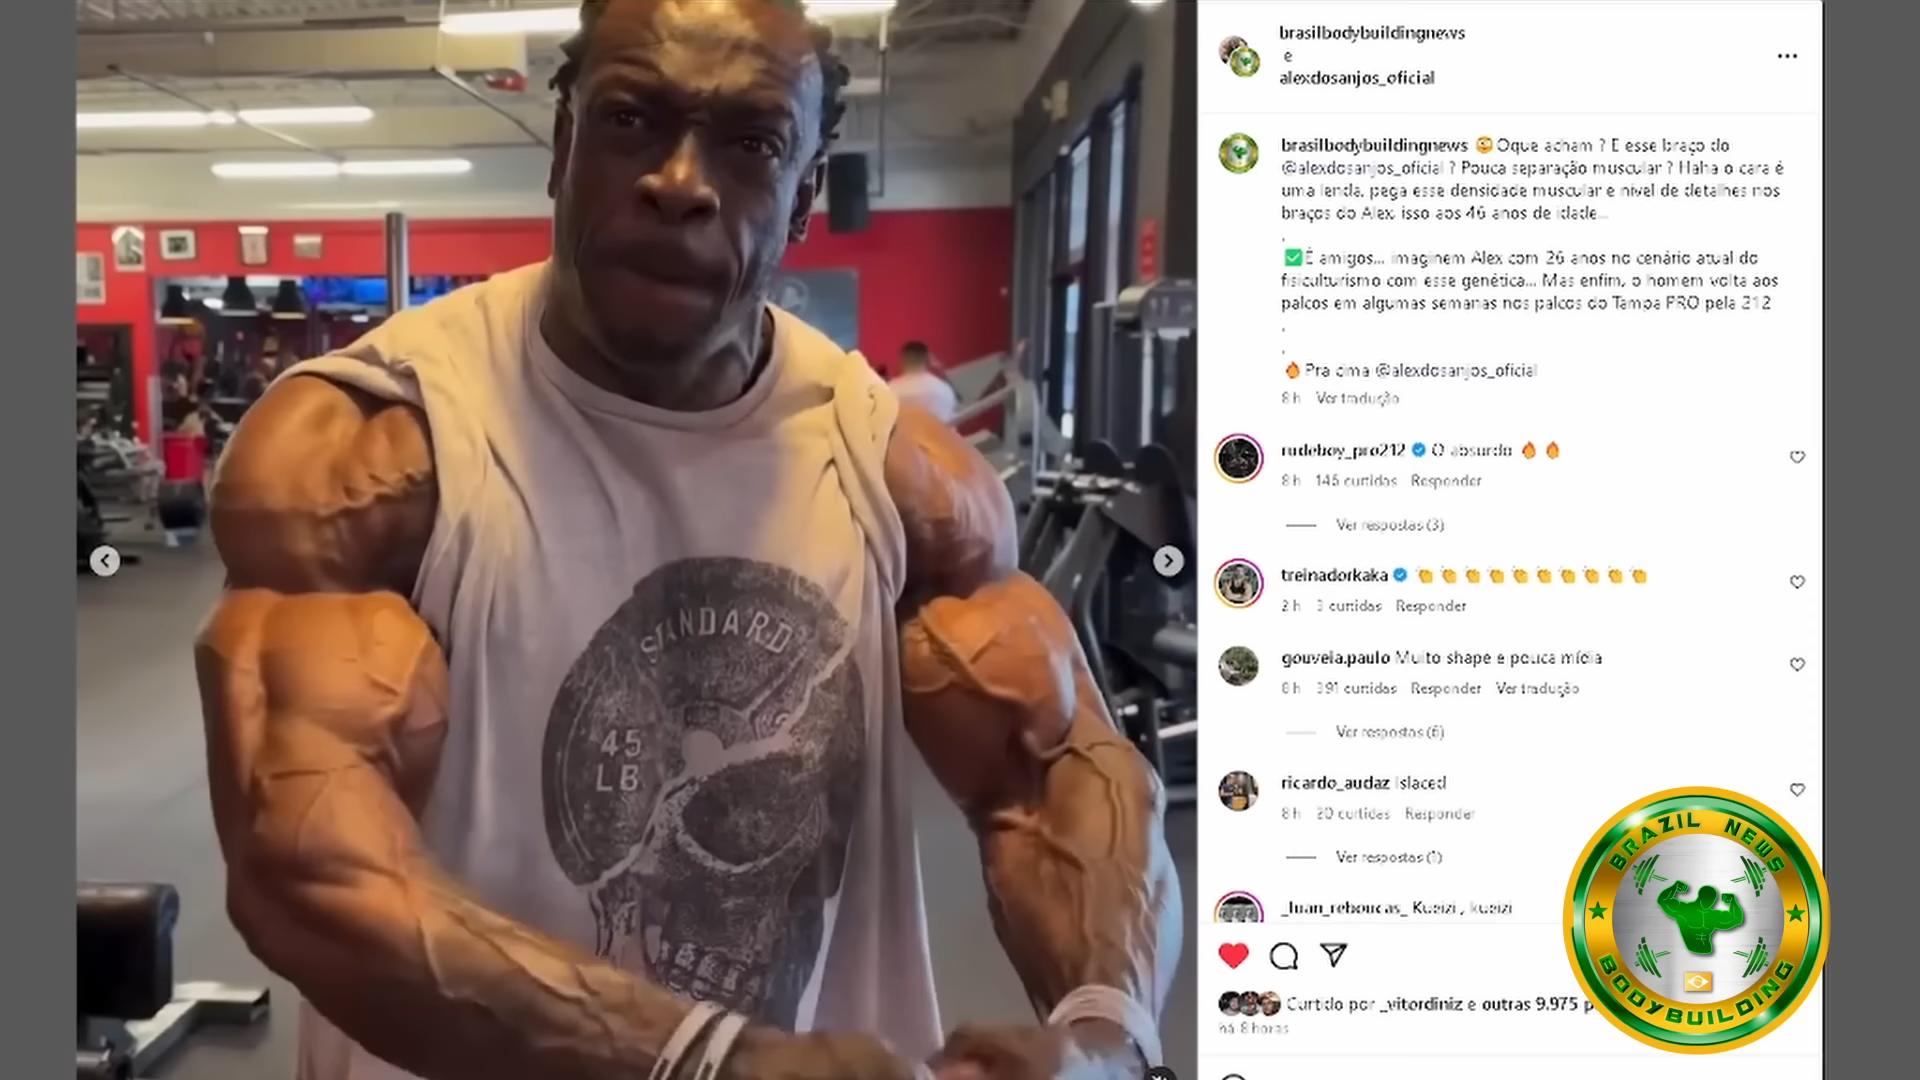 brasilbodybuildingnews
e
alexdosanjos_oficial
brasilbodybuildingnews 😳 Oque acham ? E esse braço do
@alexdosanjos_oficial ? Pouca separação muscular ? Haha o cara é
uma lenda, pega esse densidade muscular e nível de detalhes nos
braços do Alex isso aos 46 anos de idade...
.
✅É amigos... imaginem Alex com 26 anos no cenário atual do
fisiculturismo com esse genética... Mas enfim, o homem volta aos
palcos em algumas semanas nos palcos do Tampa PRO pela 212
.
.
🔥 Pra cima @alexdosanjos_oficial
8 h Ver tradução
rudeboy_pro212 O absurdo 🔥 🔥
8 h 146 curtidas Responder
Ver respostas (3)
treinadorkaka 👏👏👏👏👏👏👏👏👏👏
2 h 3 curtidas Responder
gouveia.paulo Muito shape e pouca mídia
8 h 391 curtidas Responder Ver tradução
Ver respostas (6)
ricardo_audaz Islaced
8 h 20 curtidas Responder
Ver respostas (1)
_luan_reboucas_ Kueizi , kueizi
Curtido por _vitordiniz e outras 9.975 p
há 8 horas
STANDARD
45
LB
BRAZIL NEWS
BODYBUILDING